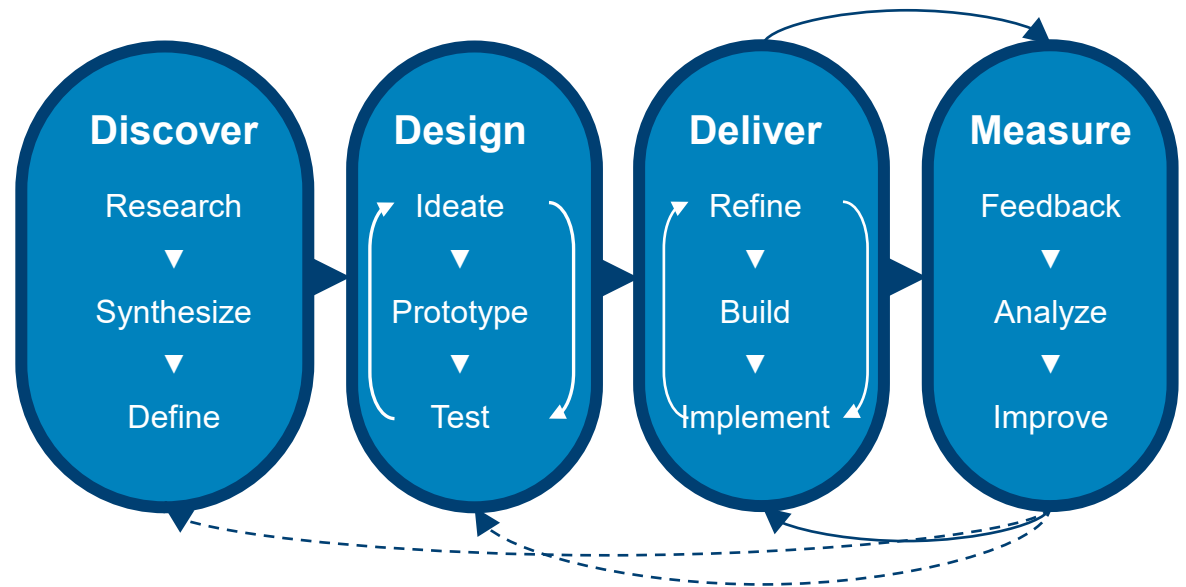 Discover
Research
Synthesize
Define
Design
Ideate
Prototype
Test
Deliver
Refine
Build
Implement
Measure
Feedback
Analyze
Improve